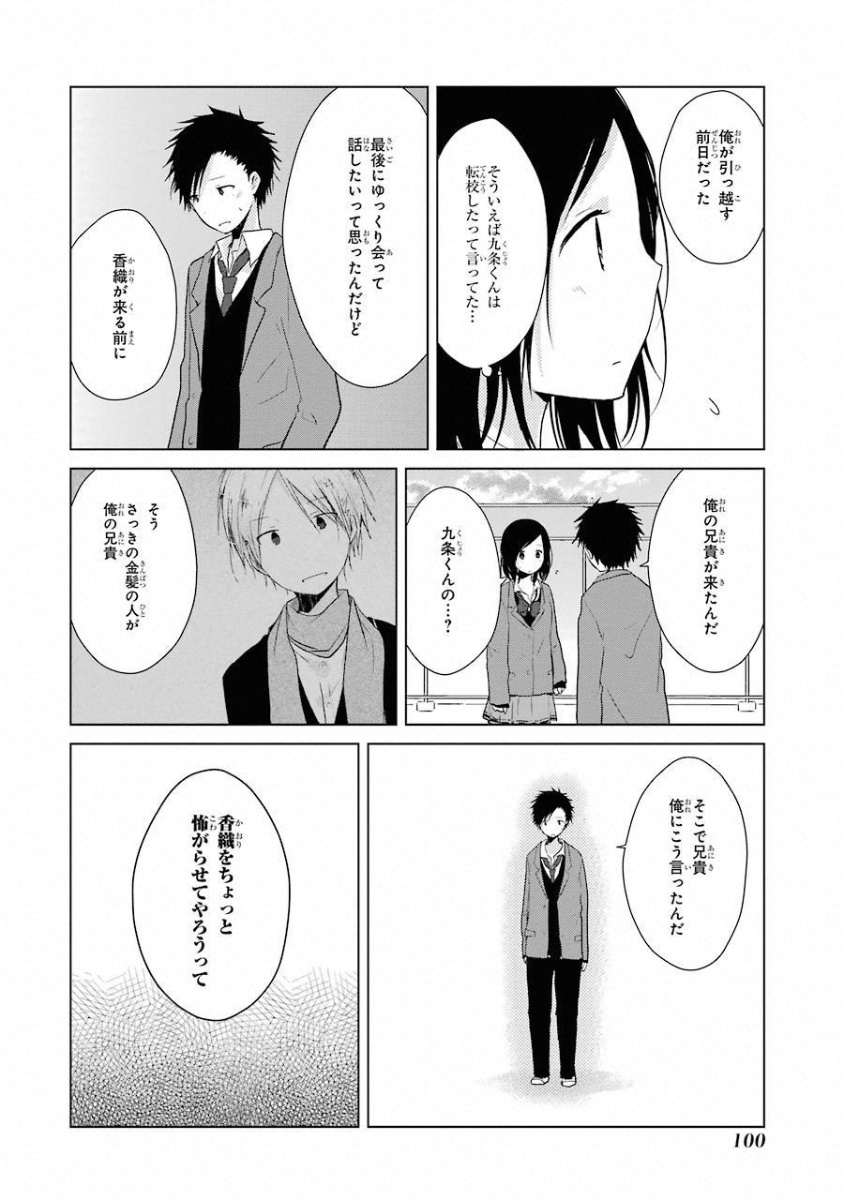 俺が引っ越す
前日だった
そういえば九条くんは
転校したって言ってた…
最後にゆっくり会って
話したいって思ったんだけど
香織が来る前に
俺の兄貴が来たんだ
九条くんの…?
そう
さっきの金髪の人が
俺の兄貴
そこで兄貴
俺にこう言ったんだ
香織をちょっと
怖がらせてやろうって
100